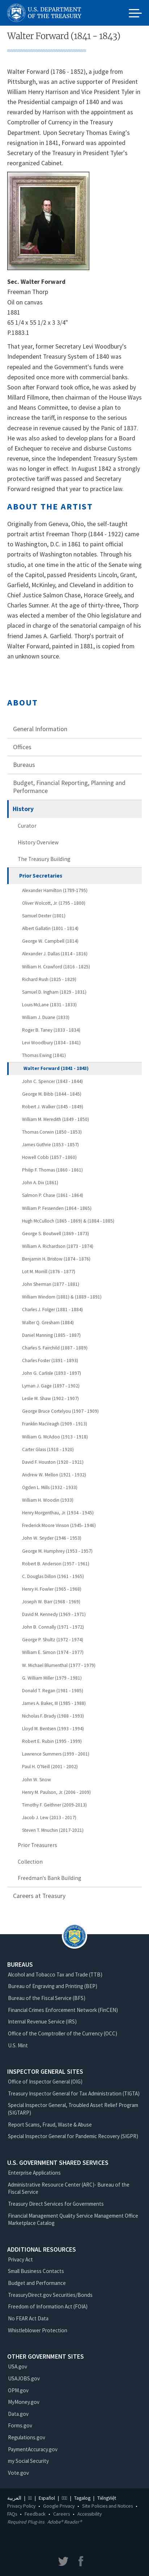 U.S. DEPARTMENT
OF THE TREASURY
Walter Forward (1841 - 1843)
Walter Forward (1786 - 1852), a judge from
Pittsburgh, was an active supporter of President
William Henry Harrison and Vice President Tyler in
the Presidential campaign of 1840 and was
rewarded by Harrison with the
Comptrollership of the Currency in the Treasury
Department. Upon Secretary Thomas Ewing's
resignation in 1841, Forward succeeded
Ewing as Secretary in President Tyler's
reorganized Cabinet.
Sec. Walter Forward
Freeman Thorp
Oil on canvas
1881
65 1/4 x 55 1/2 x 3 3/4"
P.1883.1
That year, former Secretary Levi Woodbury's
Independent Treasury System of 1840 was
repealed and the Government's funds were
once again deposited in commercial banks.
Soon after Forward took office, he was asked by
Millard Fillmore, then chairman of the House Ways
and Means Committee, to devise a plan to
increase the tariff, in response to diminished
revenues caused by the Panic of 1837. Forward
was also asked by the President to draft a bill for
an Exchequer to receive and disburse Customs
revenues. There was little support for an
independent system, however. In August 1842 a strongly
protective tariff was passed and Secretary
Forward resigned that year to resume his law practice.
ABOUT THE ARTIST
Originally from Geneva, Ohio, the self-taught
portrait artist Freeman Thorp (1844 - 1922) came
to Washington, D.C. in 1861 to paint official
portraits of Washington notables. Through his
studio, then in the attic of the Senate wing
of the Capitol, passed Presidents Lincoln, Grant,
Garfield, McKinley, and Cleveland in addition to
Chief Justice Salmon Chase, Horace Greely, and
Charles Sumner. At the age of thirty-three, Thorp
was elected a member of the Ohio legislature and
took charge of the senatorial campaign of his
friend James A. Garfield. Thorp's portrait of
Walter Forward, painted in 1881, is copied from
an unknown source.
ABOUT
General Information
Offices
Bureaus
Budget, Financial Reporting, Planning and
Performance
History
Curator
History Overview
The Treasury Building
Prior Secretaries
Alexander Hamilton (1789-1795)
Oliver Wolcott, Jr. (1795 - 1800)
Samuel Dexter (1801)
Albert Gallatin (1801 - 1814)
George W. Campbell (1814)
Alexander J. Dallas (1814 - 1816)
William H. Crawford (1816 - 1825)
Richard Rush (1825 - 1829)
Samuel D. Ingham (1829 - 1831)
Louis McLane (1831 - 1833)
William J. Duane (1833)
Roger B. Taney (1833 - 1834)
Levi Woodbury (1834 - 1841)
Thomas Ewing (1841)
Walter Forward (1841 - 1843)
John C. Spencer (1843 - 1844)
George M. Bibb (1844 - 1845)
Robert J. Walker (1845 - 1849)
William M. Meredith (1849 - 1850)
Thomas Corwin (1850 - 1853)
James Guthrie (1853 - 1857)
Howell Cobb (1857 - 1860)
Philip F. Thomas (1860 - 1861)
John A. Dix (1861)
Salmon P. Chase (1861 - 1864)
William P. Fessenden (1864 - 1865)
Hugh McCulloch (1865 - 1869) & (1884 - 1885)
George S. Boutwell (1869 - 1873)
William A. Richardson (1873 - 1874)
Benjamin H. Bristow (1874 - 1876)
Lot M. Morrill (1876 - 1877)
John Sherman (1877 - 1881)
William Windom (1881) & (1889 - 1891)
Charles J. Folger (1881 - 1884)
Walter Q. Gresham (1884)
Daniel Manning (1885 - 1887)
Charles S. Fairchild (1887 - 1889)
Charles Foster (1891 - 1893)
John G. Carlisle (1893 - 1897)
Lyman J. Gage (1897 - 1902)
Leslie M. Shaw (1902 - 1907)
George Bruce Cortelyou (1907 - 1909)
Franklin MacVeagh (1909 - 1913)
William G. McAdoo (1913 - 1918)
Carter Glass (1918 - 1920)
David F. Houston (1920 - 1921)
Andrew W. Mellon (1921 - 1932)
Ogden L. Mills (1932 - 1933)
William H. Woodin (1933)
Henry Morgenthau, Jr (1934 - 1945)
Frederick Moore Vinson (1945- 1946)
John W. Snyder (1946 - 1953)
George M. Humphrey (1953 - 1957)
Robert B. Anderson (1957 - 1961)
C. Douglas Dillon (1961 - 1965)
Henry H. Fowler (1965 - 1968)
Joseph W. Barr (1968 - 1969)
David M. Kennedy (1969 - 1971)
John B. Connally (1971 - 1972)
George P. Shultz (1972 - 1974)
William E. Simon (1974 - 1977)
W. Michael Blumenthal (1977 - 1979)
G. William Miller (1979 - 1981)
Donald T. Regan (1981 - 1985)
James A. Baker, III (1985 - 1988)
Nicholas F. Brady (1988 - 1993)
Lloyd M. Bentsen (1993 - 1994)
Robert E. Rubin (1995 - 1999)
Lawrence Summers (1999 - 2001)
Paul H. O'Neill (2001 - 2002)
John W. Snow
Henry M. Paulson, Jr. (2006 - 2009)
Timothy F. Geithner (2009-2013)
Jacob J. Lew (2013 - 2017)
Steven T. Mnuchin (2017-2021)
Prior Treasurers
Collection
Freedman's Bank Building
Careers at Treasury
BUREAUS
Alcohol and Tobacco Tax and Trade (TTB)
Bureau of Engraving and Printing (BEP)
Bureau of the Fiscal Service (BFS)
Financial Crimes Enforcement Network (FinCEN)
Internal Revenue Service (IRS)
Office of the Comptroller of the Currency (OCC)
U.S. Mint
INSPECTOR GENERAL SITES
Office of Inspector General (OIG)
Treasury Inspector General for Tax Administration (TIGTA)
Special Inspector General, Troubled Asset Relief Program
(SIGTARP)
Report Scams, Fraud, Waste & Abuse
Special Inspector General for Pandemic Recovery (SIGPR)
U.S. GOVERNMENT SHARED SERVICES
Enterprise Applications
Administrative Resource Center (ARC)- Bureau of the
Fiscal Service
Treasury Direct Services for Governments
Financial Management Quality Service Management Office
Marketplace Catalog
ADDITIONAL RESOURCES
Privacy Act
Small Business Contacts
Budget and Performance
TreasuryDirect.gov Securities/Bonds
Freedom of Information Act (FOIA)
No FEAR Act Data
Whistleblower Protection
OTHER GOVERNMENT SITES
USA.gov
USAJOBS.gov
OPM.gov
MyMoney.gov
Data.gov
Forms.gov
Regulations.gov
PaymentAccuracy.gov
my Social Security
Vote.gov
العربية | Español | Tagalog | TiếngViệt
Privacy Policy • Google Privacy • Site Policies and Notices •
FAQs • Feedback • Careers • Accessibility
Required Plug-ins Adobe® Reader®